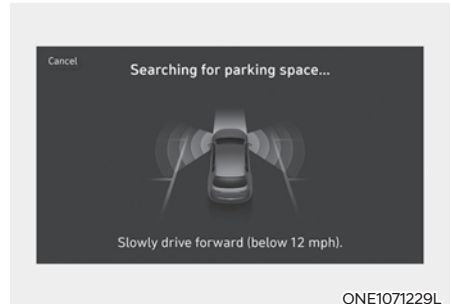 Cancel
Searching for parking space...
Slowly drive forward (below 12 mph).
ONE1071229L